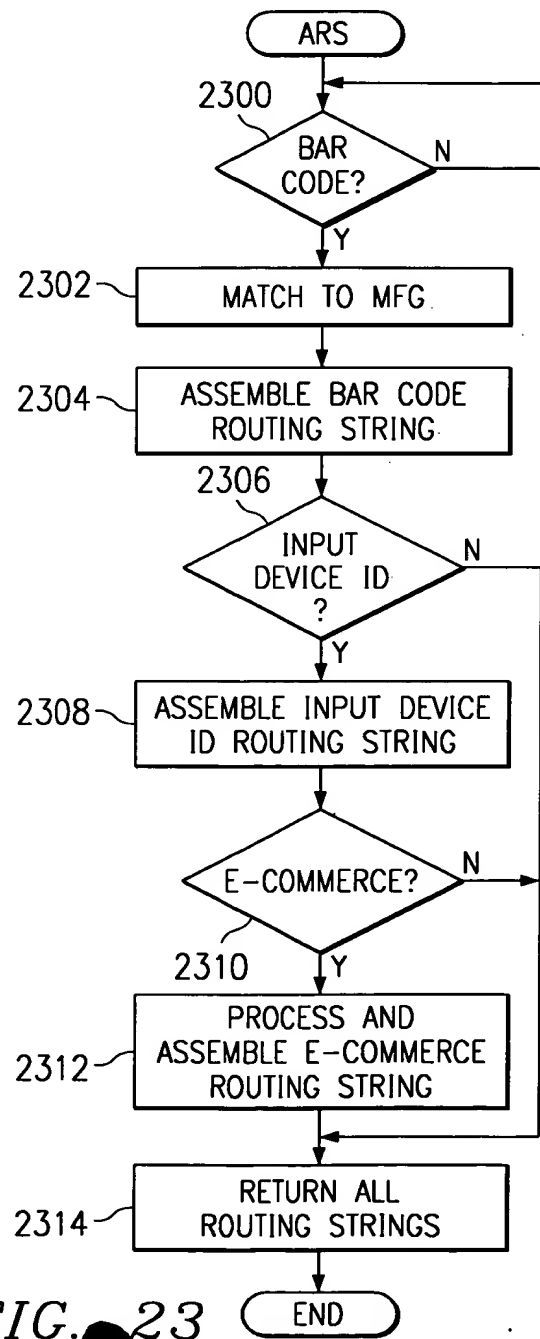 ARS
2300
BAR
CODE?
N
Y
2302
MATCH TO MFG
2304
ASSEMBLE BAR CODE
ROUTING STRING
2306
INPUT
DEVICE ID
?
N
Y
2308
ASSEMBLE INPUT DEVICE
ID ROUTING STRING
E-COMMERCE?
N
2310
Y
2312
PROCESS AND
ASSEMBLE E-COMMERCE
ROUTING STRING
2314
RETURN ALL
ROUTING STRINGS
FIG. 23
END